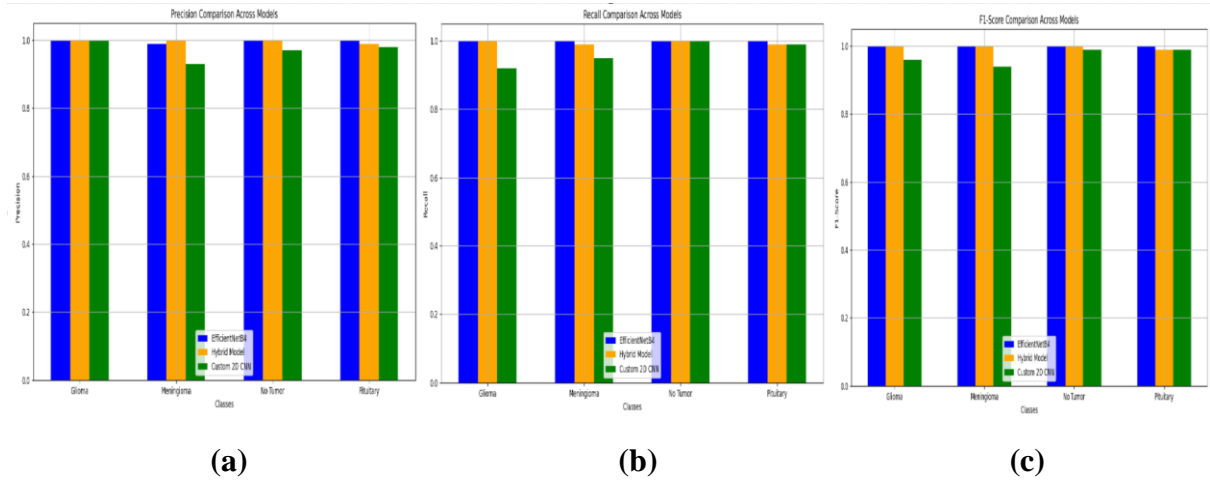 Precision Comparison Across Models
1.0
0.8
0.6
0.4
0.2
0.0
Precision
EfficientNetB4
Hybrid Model
Custom 2D CNN
Glioma Meningioma No Tumor Pituitary
Classes
(a)
Recall Comparison Across Models
1.0
0.8
0.6
0.4
0.2
0.0
Recall
EfficientNetB4
Hybrid Model
Custom 2D CNN
Glioma Meningioma No Tumor Pituitary
Classes
(b)
F1-Score Comparison Across Models
1.0
0.8
0.6
0.4
0.2
0.0
F1-Score
EfficientNetB4
Hybrid Model
Custom 2D CNN
Glioma Meningioma No Tumor Pituitary
Classes
(c)